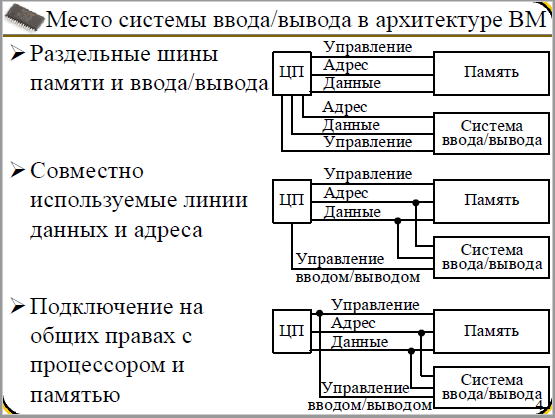 Место системы ввода/вывода в архитектуре ВМ
Раздельные шины
памяти и ввода/вывода
ЦП
Управление
Адрес
Данные
Память
Адрес
Данные
Управление
Система
ввода/вывода
Совместно
используемые линии
данных и адреса
ЦП
Управление
Адрес
Данные
Память
Управление
вводом/выводом
Система
ввода/вывода
Подключение на
общих правах с
процессором и
памятью
ЦП
Управление
Адрес
Данные
Память
Управление
вводом/выводом
Система
ввода/вывода
4